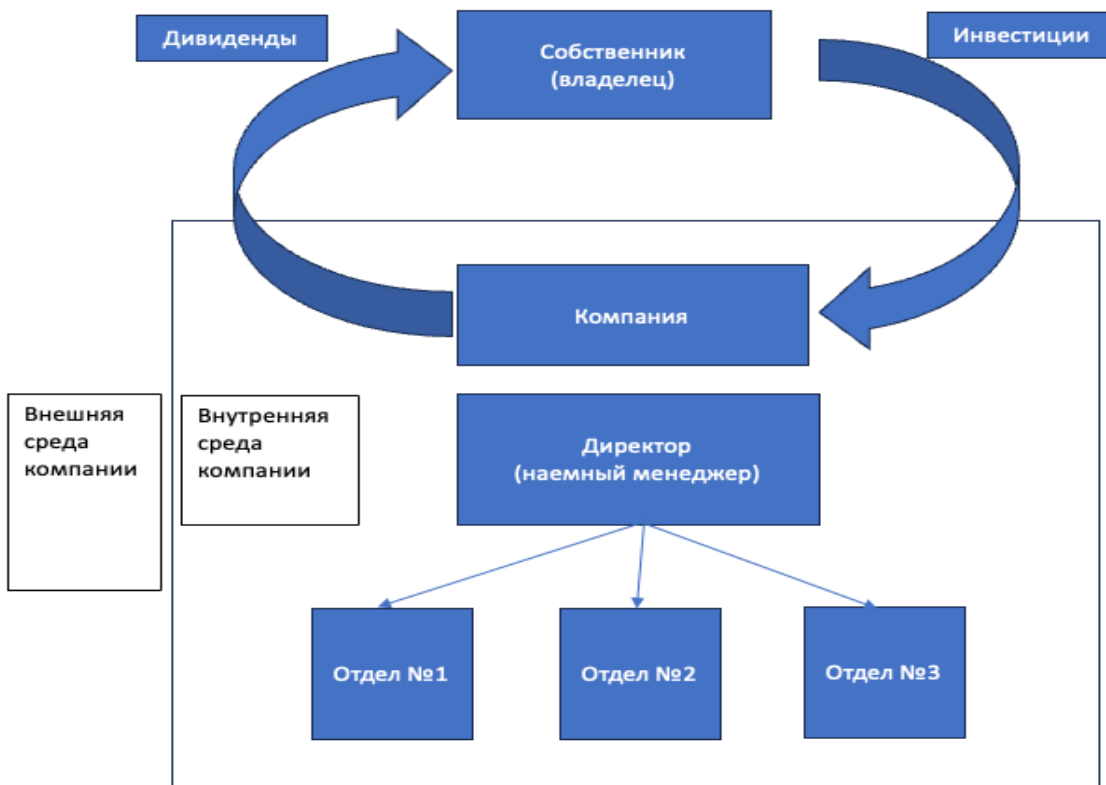 Дивиденды
Собственник
(владелец)
Инвестиции
Компания
Внешняя
среда
компании
Внутренняя
среда
компании
Директор
(наемный менеджер)
Отдел №1
Отдел №2
Отдел №3